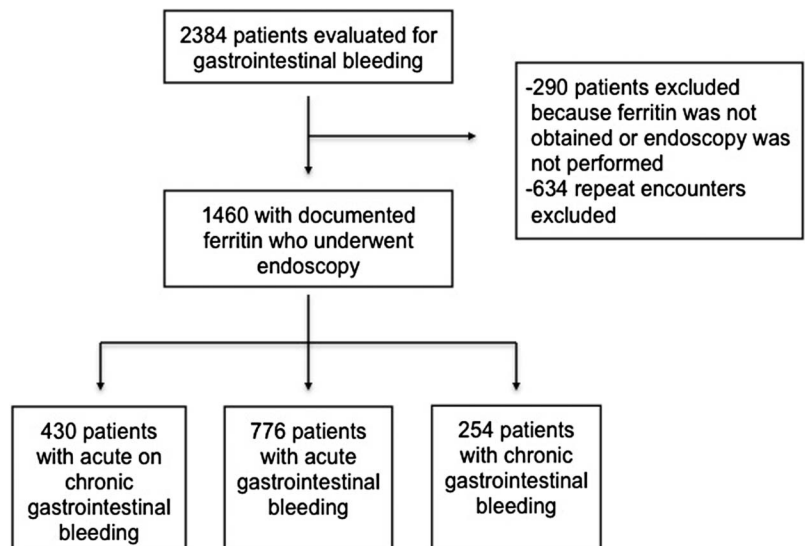 2384 patients evaluated for
gastrointestinal bleeding
-290 patients excluded
because ferritin was not
obtained or endoscopy was
not performed
-634 repeat encounters
excluded
1460 with documented
ferritin who underwent
endoscopy
430 patients
with acute on
chronic
gastrointestinal
bleeding
776 patients
with acute
gastrointestinal
bleeding
254 patients
with chronic
gastrointestinal
bleeding